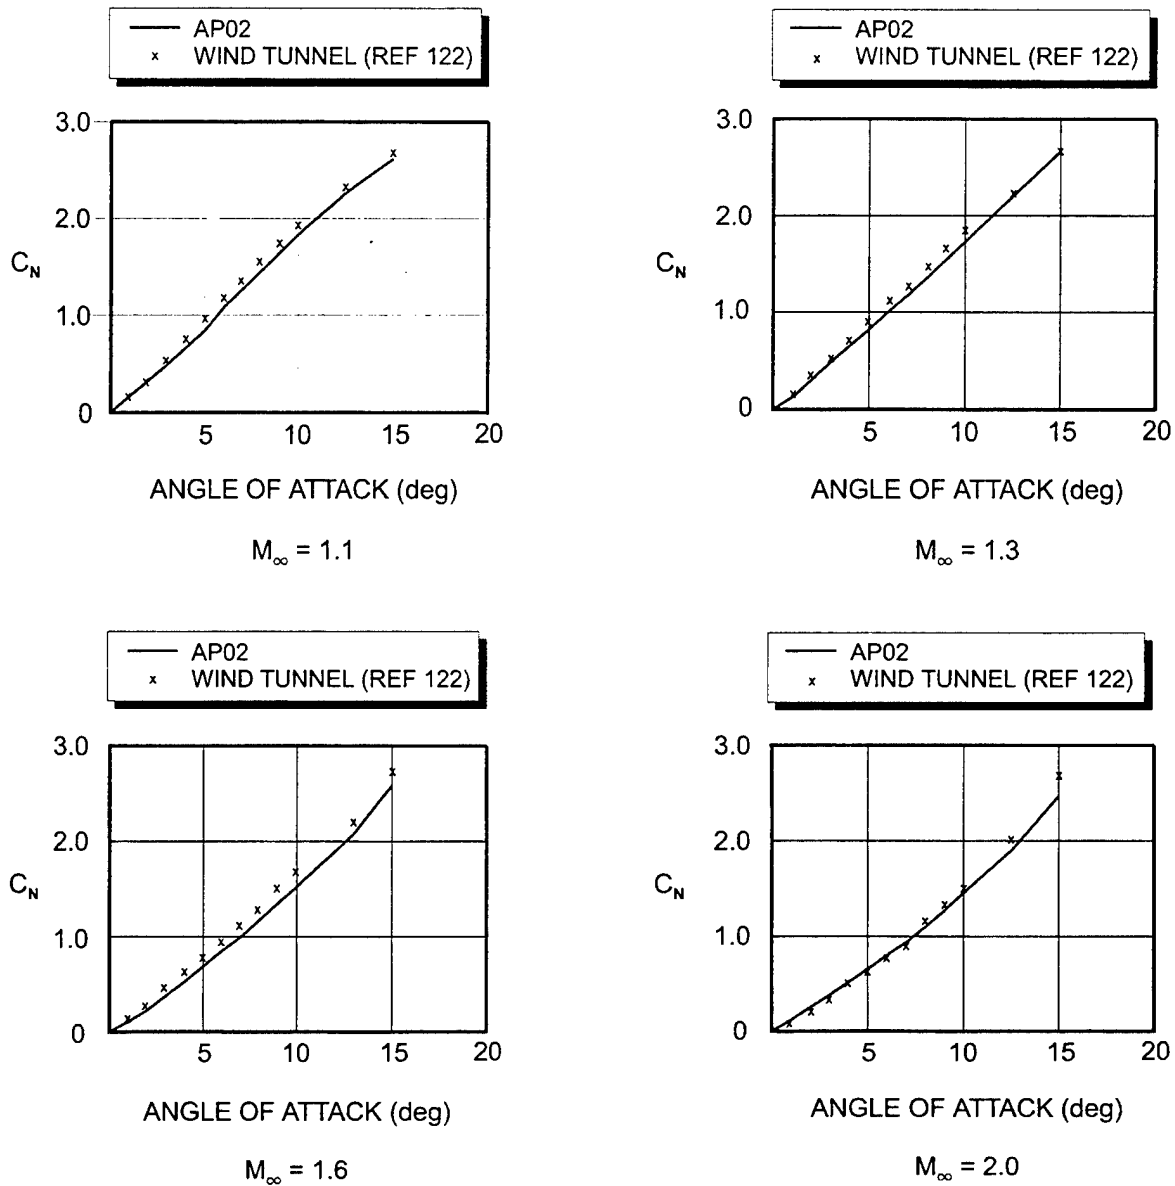 AP02
x WIND TUNNEL (REF 122)
3.0
2.0
C_N
1.0
0
5 10 15 20
ANGLE OF ATTACK (deg)
M∞ = 1.1
AP02
x WIND TUNNEL (REF 122)
3.0
2.0
C_N
1.0
0
5 10 15 20
ANGLE OF ATTACK (deg)
M∞ = 1.3
AP02
x WIND TUNNEL (REF 122)
3.0
2.0
C_N
1.0
0
5 10 15 20
ANGLE OF ATTACK (deg)
M∞ = 1.6
AP02
x WIND TUNNEL (REF 122)
3.0
2.0
C_N
1.0
0
5 10 15 20
ANGLE OF ATTACK (deg)
M∞ = 2.0